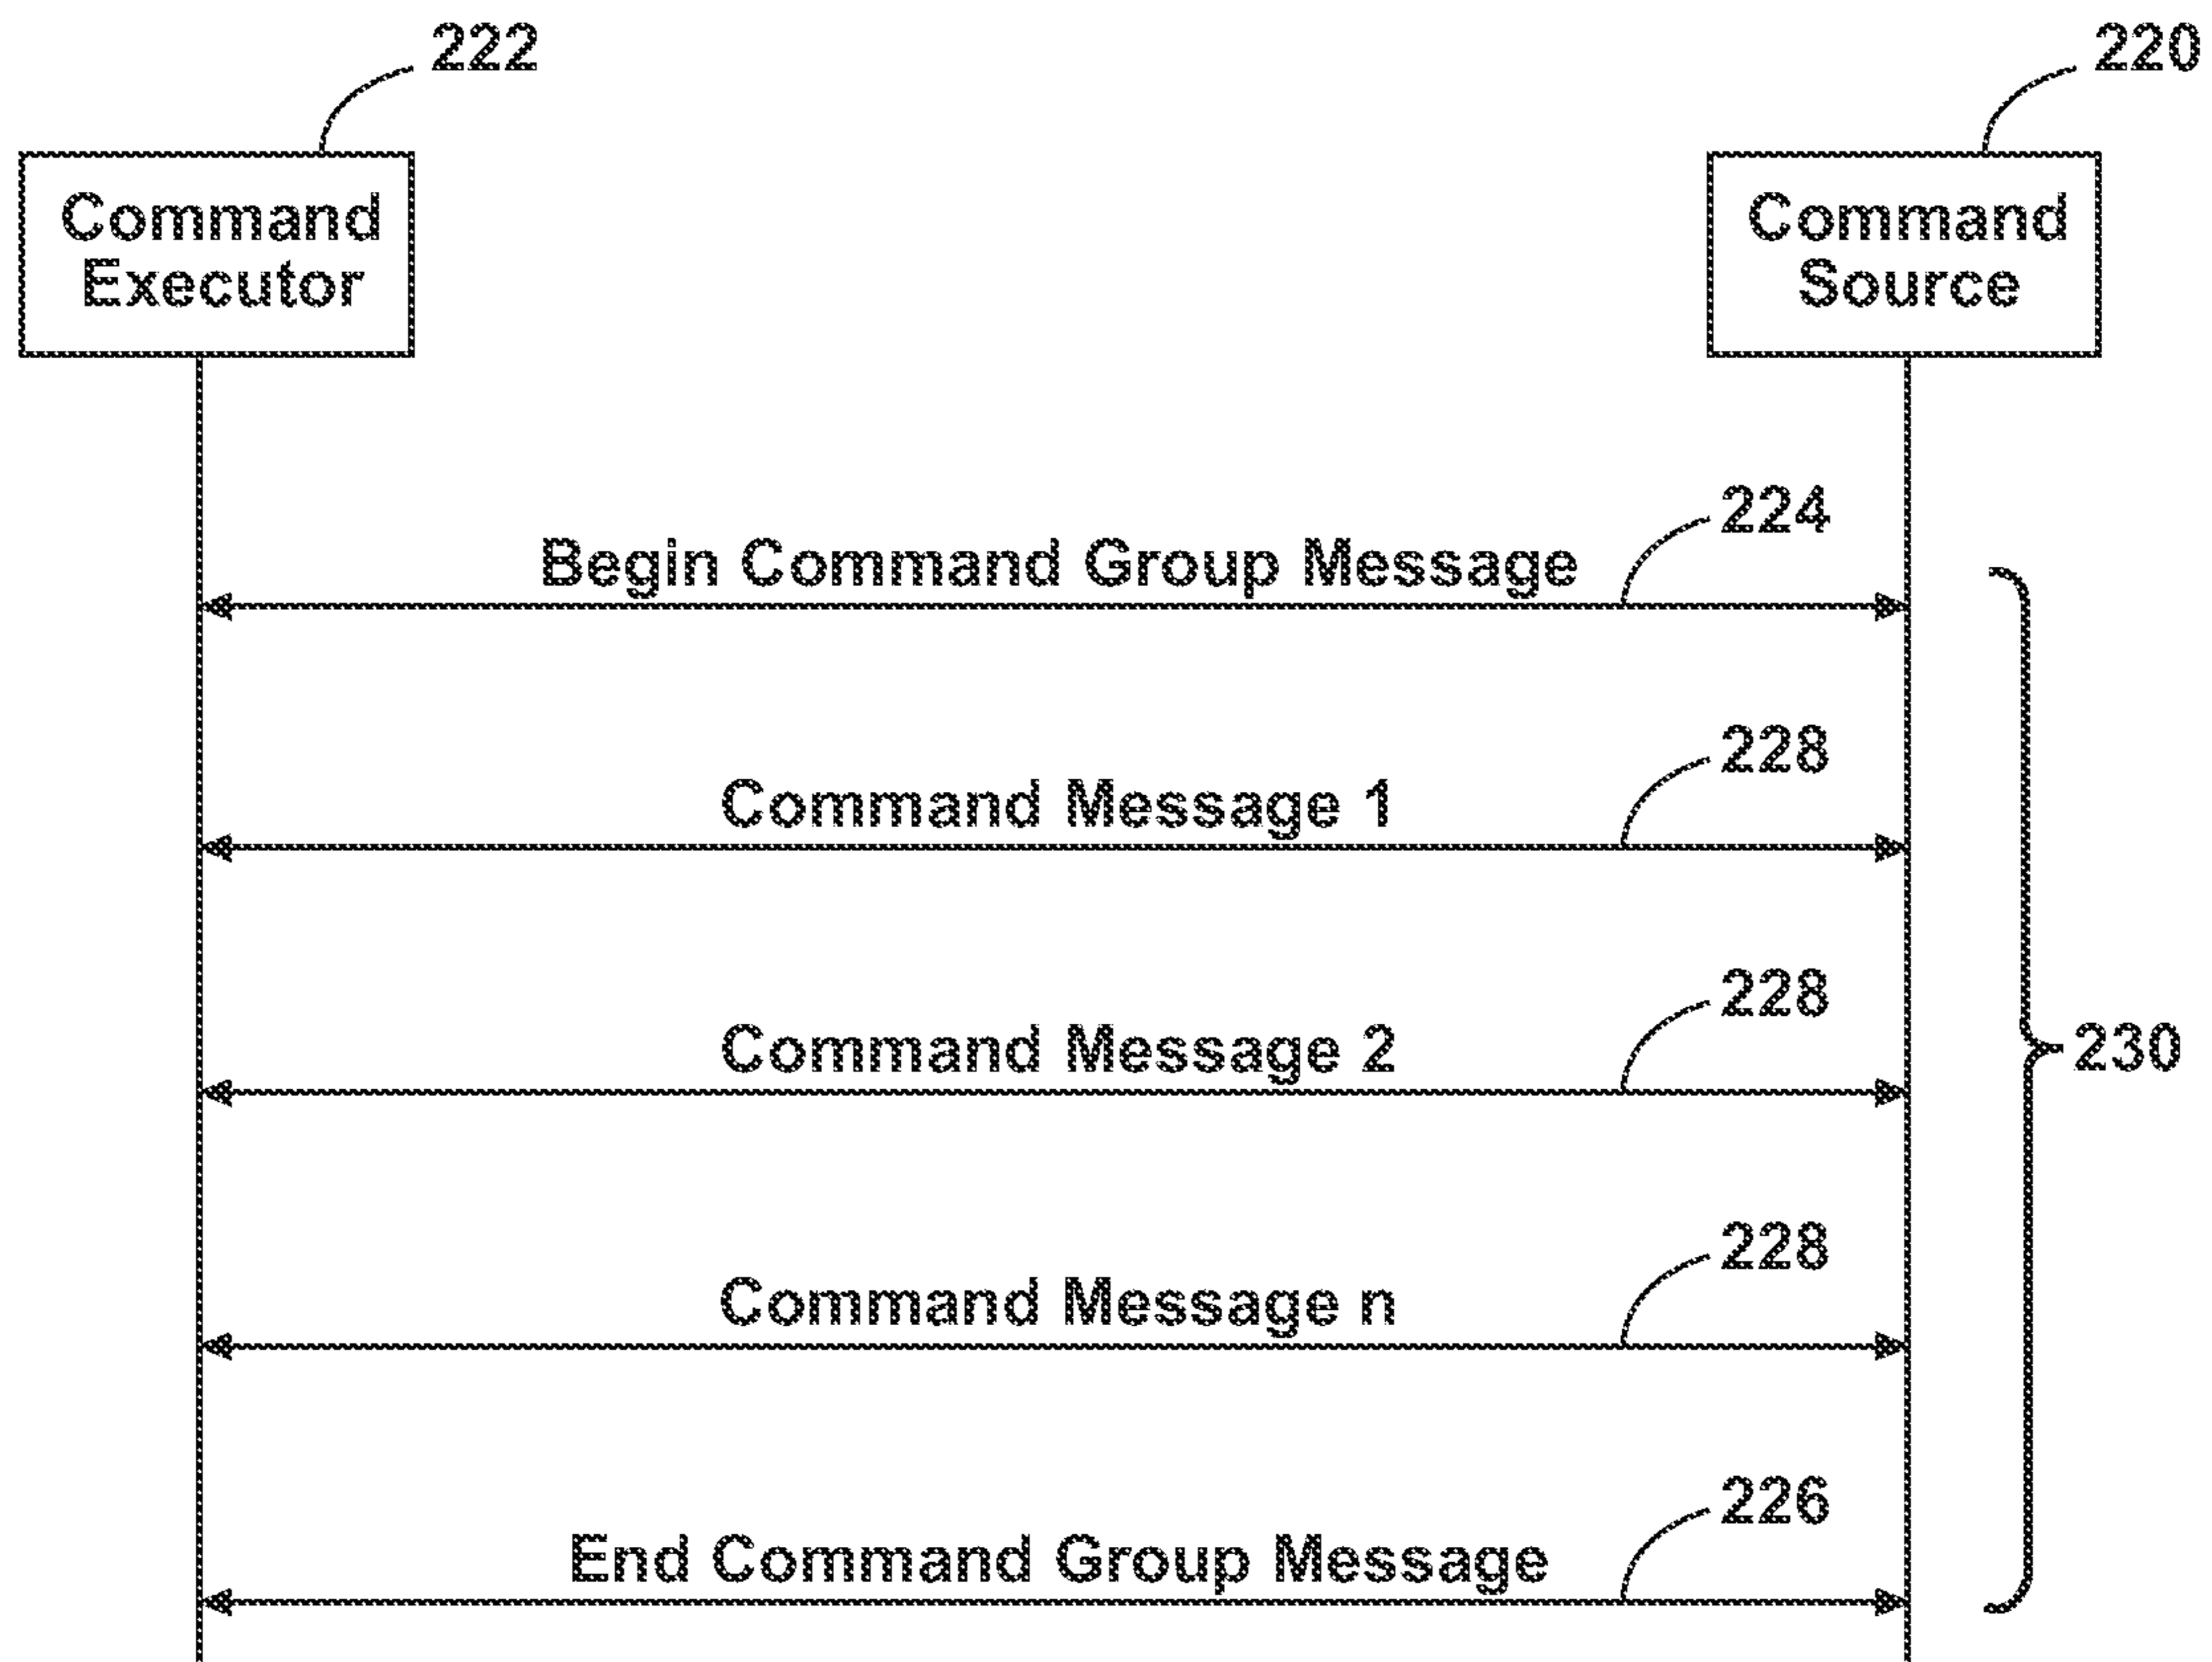 222
220
Command
Executor
Command
Source
224
Begin Command Group Message
228
Command Message 1
228
Command Message 2
230
228
Command Message n
226
End Command Group Message